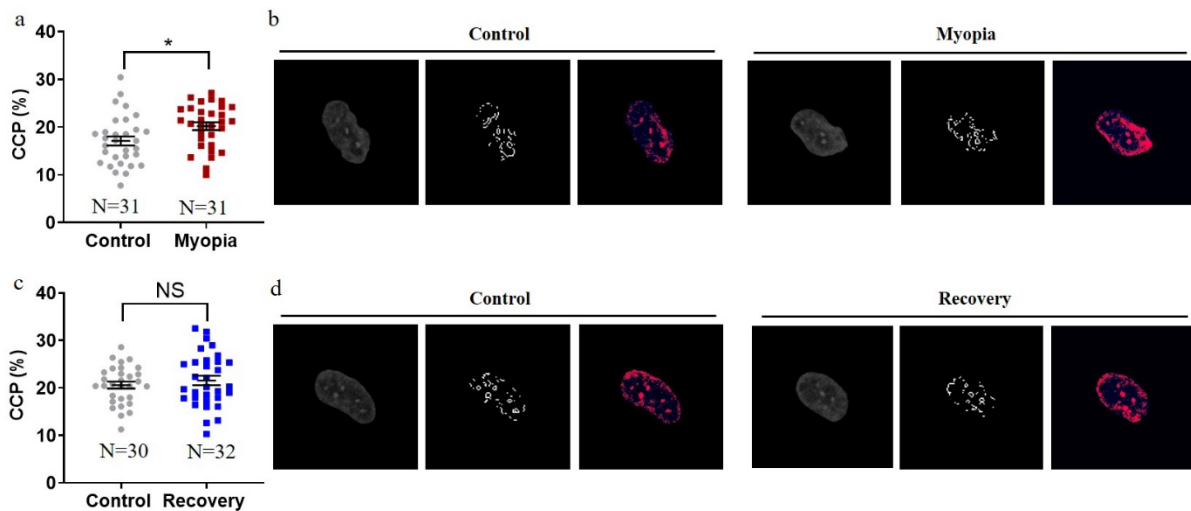 a
CCP (%)
40
30
20
10
0
*
N=31 N=31
Control Myopia
b
Control
Myopia
c
CCP (%)
40
30
20
10
0
NS
N=30 N=32
Control Recovery
d
Control
Recovery